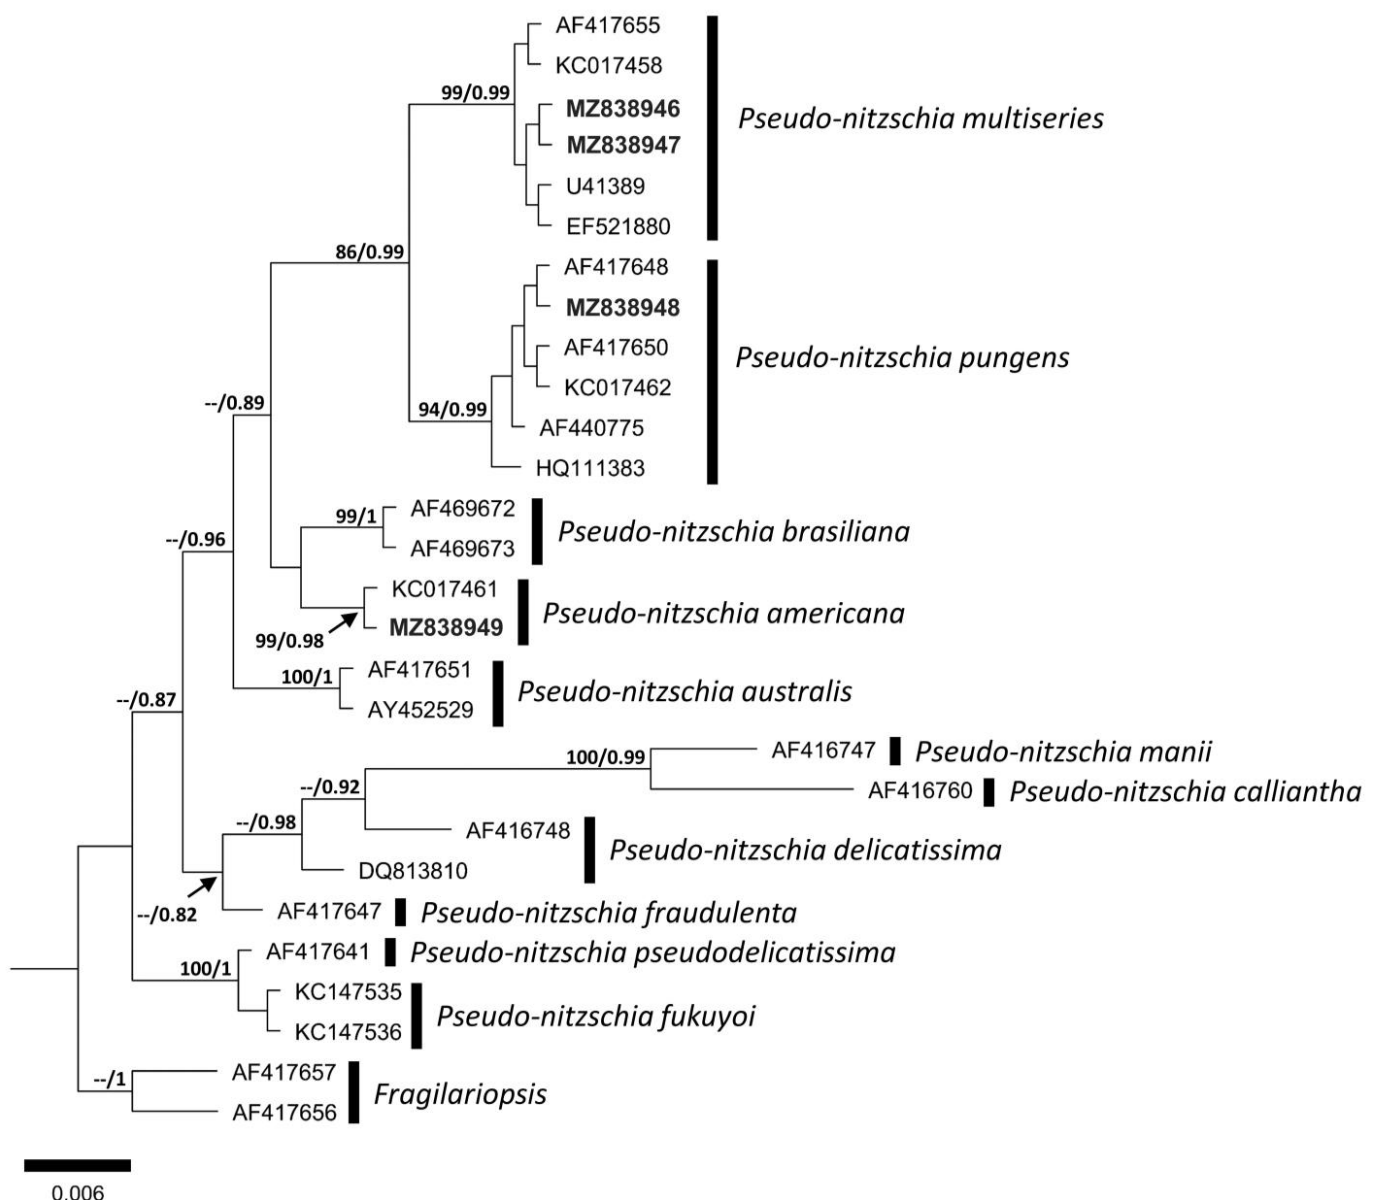 AF417655
KC017458
99/0.99
MZ838946
Pseudo-nitzschia multiseries
MZ838947
U41389
EF521880
86/0.99
AF417648
MZ838948
AF417650
Pseudo-nitzschia pungens
KC017462
--/0.89
94/0.99
AF440775
HQ111383
AF469672
99/1
Pseudo-nitzschia brasiliana
--/0.96
AF469673
KC017461
Pseudo-nitzschia americana
MZ838949
99/0.98
AF417651
100/1
Pseudo-nitzschia australis
--/0.87
AY452529
AF416747
Pseudo-nitzschia manii
100/0.99
--/0.92
AF416760
Pseudo-nitzschia calliantha
--/0.98
AF416748
Pseudo-nitzschia delicatissima
DQ813810
--/0.82
AF417647
Pseudo-nitzschia fraudulenta
AF417641
Pseudo-nitzschia pseudodelicatissima
100/1
KC147535
Pseudo-nitzschia fukuyoi
KC147536
--/1
AF417657
Fragilariopsis
AF417656
0.006